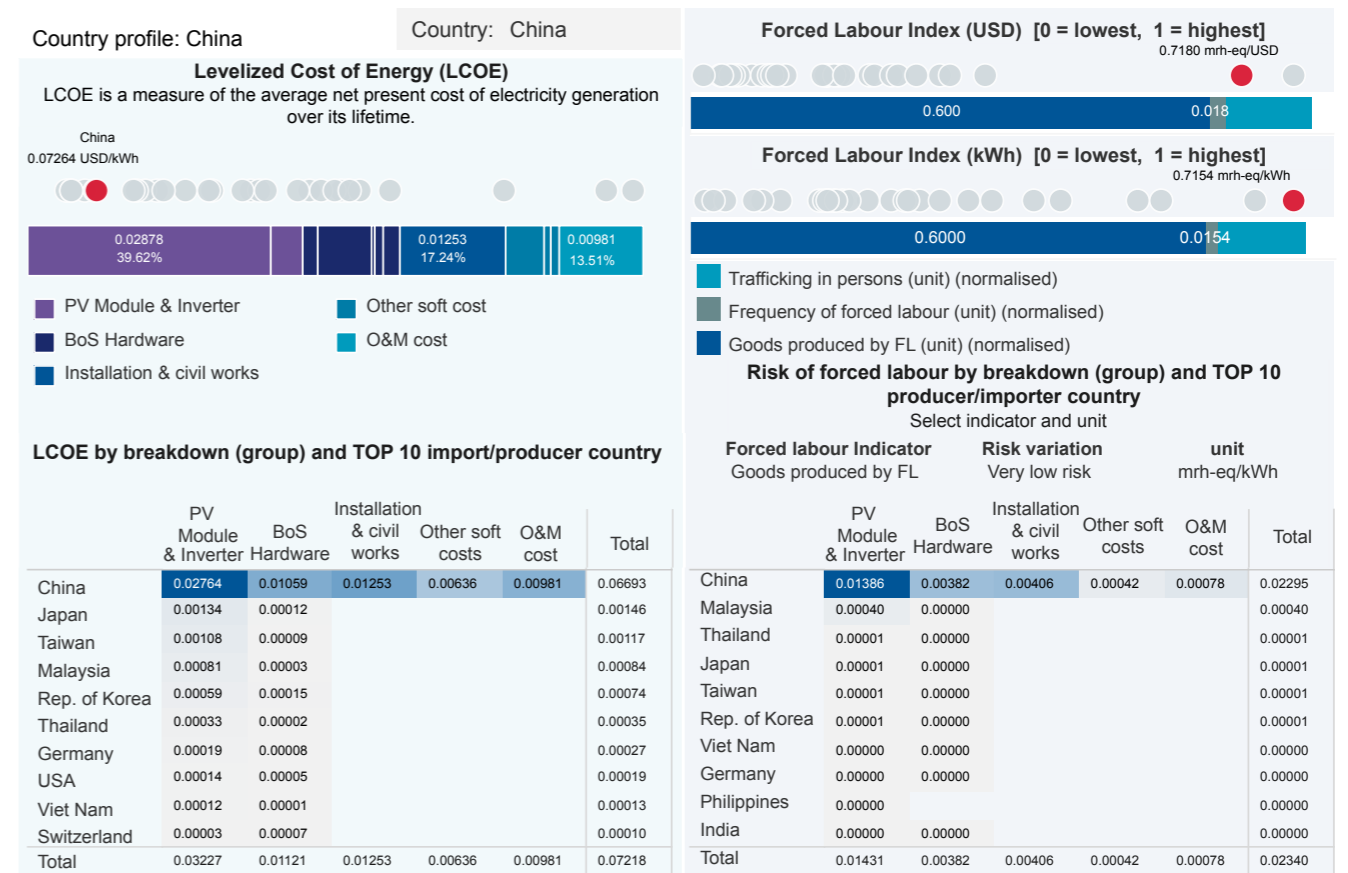 Country profile: China
Country: China
Levelized Cost of Energy (LCOE)
LCOE is a measure of the average net present cost of electricity generation
over its lifetime.
China
0.07264 USD/kWh
0.02878
39.62%
0.01253
17.24%
0.00981
13.51%
PV Module & Inverter
Other soft cost
BoS Hardware
O&M cost
Installation & civil works
LCOE by breakdown (group) and TOP 10 import/producer country
PV Module & Inverter BoS Hardware Installation & civil works Other soft costs O&M cost Total
China 0.02764 0.01059 0.01253 0.00636 0.00981 0.06693
Japan 0.00134 0.00012 0.00146
Taiwan 0.00108 0.00009 0.00117
Malaysia 0.00081 0.00003 0.00084
Rep. of Korea 0.00059 0.00015 0.00074
Thailand 0.00033 0.00002 0.00035
Germany 0.00019 0.00008 0.00027
USA 0.00014 0.00005 0.00019
Viet Nam 0.00012 0.00001 0.00013
Switzerland 0.00003 0.00007 0.00010
Total 0.03227 0.01121 0.01253 0.00636 0.00981 0.07218
Forced Labour Index (USD) [0 = lowest, 1 = highest]
0.7180 mrh-eq/USD
0.600 0.018
Forced Labour Index (kWh) [0 = lowest, 1 = highest]
0.7154 mrh-eq/kWh
0.6000 0.0154
Trafficking in persons (unit) (normalised)
Frequency of forced labour (unit) (normalised)
Goods produced by FL (unit) (normalised)
Risk of forced labour by breakdown (group) and TOP 10
producer/importer country
Select indicator and unit
Forced labour Indicator Risk variation unit
Goods produced by FL Very low risk mrh-eq/kWh
PV Module & Inverter BoS Hardware Installation & civil works Other soft costs O&M cost Total
China 0.01386 0.00382 0.00406 0.00042 0.00078 0.02295
Malaysia 0.00040 0.00000 0.00040
Thailand 0.00001 0.00000 0.00001
Japan 0.00001 0.00000 0.00001
Taiwan 0.00001 0.00000 0.00001
Rep. of Korea 0.00001 0.00000 0.00001
Viet Nam 0.00000 0.00000 0.00000
Germany 0.00000 0.00000 0.00000
Philippines 0.00000 0.00000
India 0.00000 0.00000 0.00000
Total 0.01431 0.00382 0.00406 0.00042 0.00078 0.02340